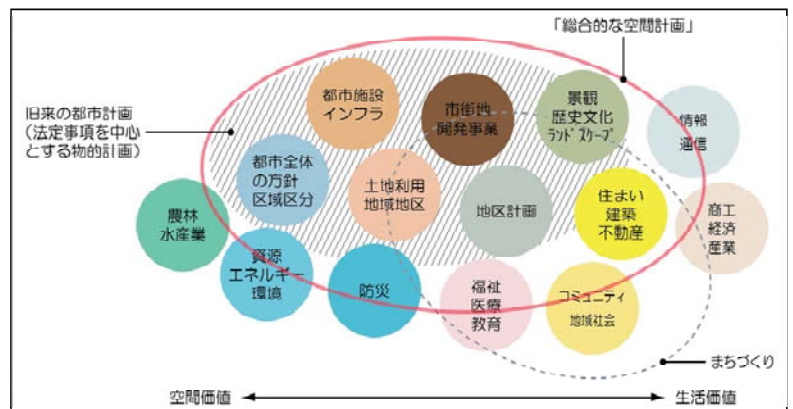 「総合的な空間計画」
旧来の都市計画
（法定事項を中心
とする物的計画）
都市施設
インフラ
市街地
開発事業
景観
歴史文化
ランドスケープ
情報
通信
都市全体
の方針
区域区分
土地利用
地域地区
地区計画
住まい
建築
不動産
商工
経済
産業
農林
水産業
資源
エネルギー
環境
防災
福祉
医療
教育
コミュニティ
地域社会
まちづくり
空間価値
生活価値